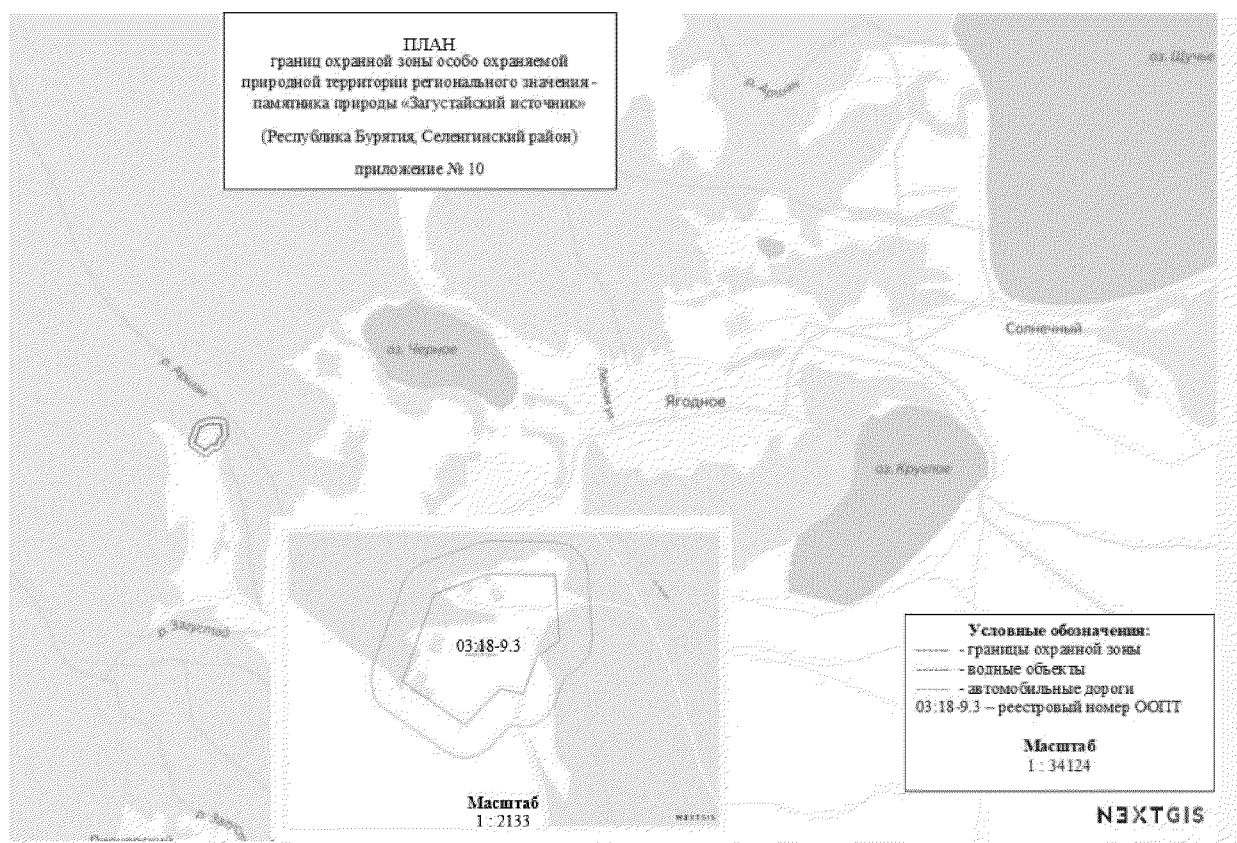 ПЛАН
границ охранной зоны особо охраняемой
природной территории регионального значения -
памятника природы «Загустайский источник»
(Республика Бурятия, Селенгинский район)
приложение № 10
оз. Щучье
р. Аршан
Солнечный
оз. Черное
р. Аршан
Ягодное
оз. Круглое
р. Загустай
03:18-9.3
Масштаб
1 : 2133
NEXTGIS
Условные обозначения:
- границы охранной зоны
- водные объекты
- автомобильные дороги
03:18-9.3 – реестровый номер ООПТ
Масштаб
1 : 34124
NEXTGIS